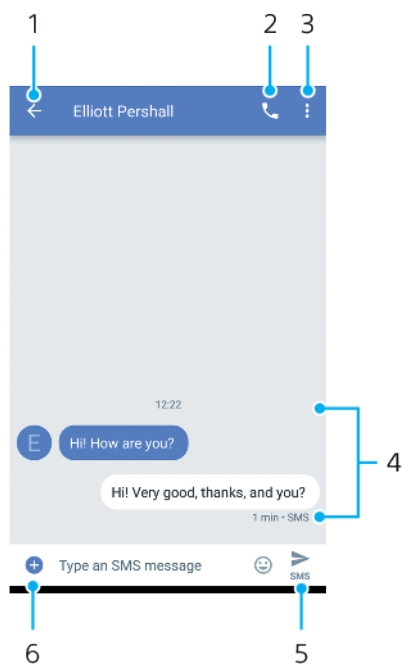 1 2 3
Elliott Pershall
12:22
E Hi! How are you?
4
Hi! Very good, thanks, and you?
1 min • SMS
Type an SMS message
SMS
6 5